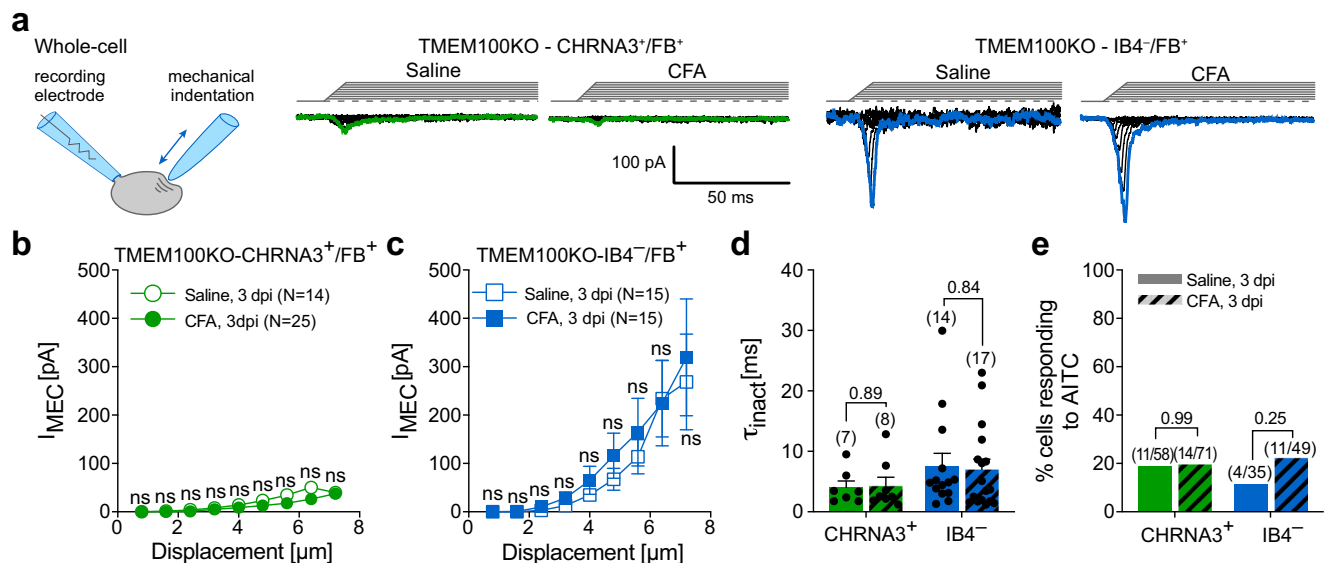 a
Whole-cell
recording electrode
mechanical indentation
TMEM100KO - CHRNA3⁺/FB⁺
Saline
CFA
100 pA
50 ms
TMEM100KO - IB4⁻/FB⁺
Saline
CFA
b
TMEM100KO-CHRNA3⁺/FB⁺
500
400
300
200
100
0
I_MEC [pA]
Saline, 3 dpi (N=14)
CFA, 3dpi (N=25)
ns ns ns ns ns ns ns ns ns
0 2 4 6 8
Displacement [µm]
c
TMEM100KO-IB4⁻/FB⁺
500
400
300
200
100
0
I_MEC [pA]
Saline, 3 dpi (N=15)
CFA, 3 dpi (N=15)
ns ns ns ns ns ns ns ns ns
0 2 4 6 8
Displacement [µm]
d
40
30
20
10
0
τ_inact [ms]
0.84
(14)
(17)
0.89
(7)
(8)
CHRNA3⁺
IB4⁻
e
100
80
60
40
20
0
% cells responding to AITC
Saline, 3 dpi
CFA, 3 dpi
0.99
(11/58)
(14/71)
0.25
(4/35)
(11/49)
CHRNA3⁺
IB4⁻